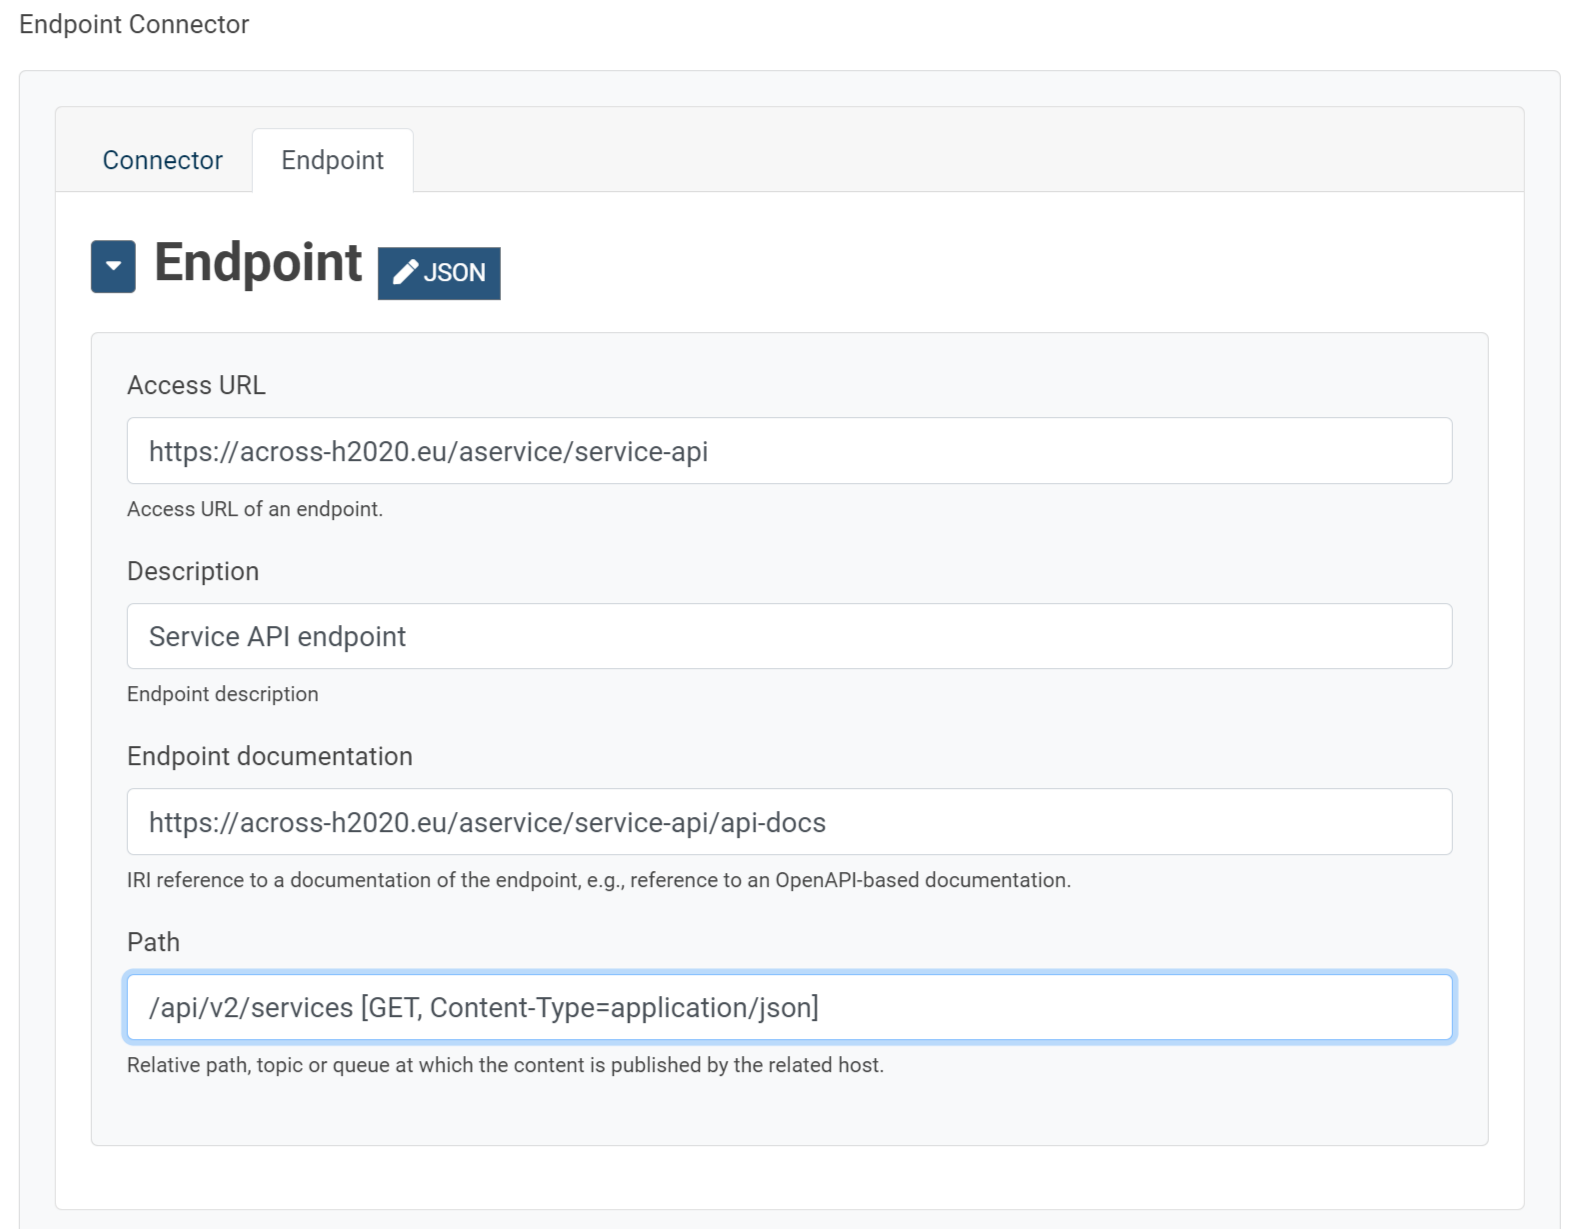 Endpoint Connector
Connector Endpoint
Endpoint JSON
Access URL
https://across-h2020.eu/aservice/service-api
Access URL of an endpoint.
Description
Service API endpoint
Endpoint description
Endpoint documentation
https://across-h2020.eu/aservice/service-api/api-docs
IRI reference to a documentation of the endpoint, e.g., reference to an OpenAPI-based documentation.
Path
/api/v2/services [GET, Content-Type=application/json]
Relative path, topic or queue at which the content is published by the related host.